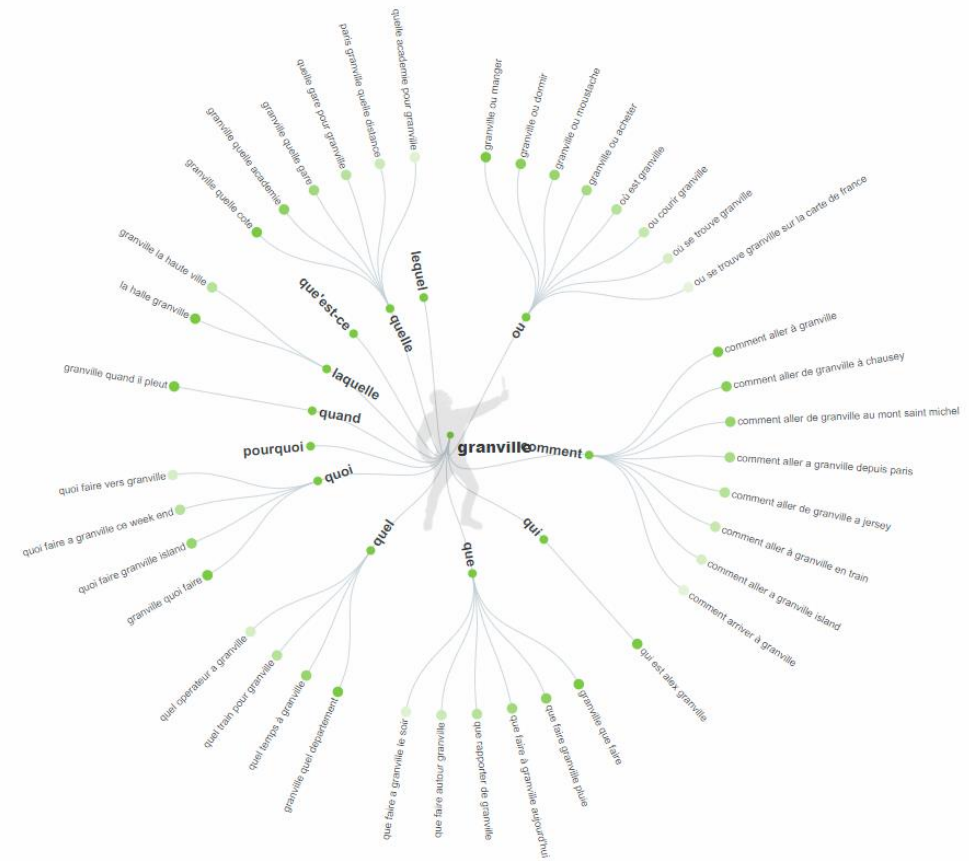 granville
ou
granville ou manger
granville ou dormir
granville ou moustache
granville ou acheter
où est granville
ou courir granville
où se trouve granville
ou se trouve granville sur la carte de france
comment
comment aller à granville
comment aller de granville à chausey
comment aller de granville au mont saint michel
comment aller a granville depuis paris
comment aller de granville a jersey
comment aller à granville en train
comment aller a granville island
comment arriver à granville
qui
qui est alex granville
que
granville que faire
que faire granville pluie
que faire à granville aujourd'hui
que rapporter de granville
que faire autour granville
que faire a granville le soir
quel
granville quel departement
quel temps à granville
quel train pour granville
quel operateur a granville
quoi
granville quoi faire
quoi faire granville island
quoi faire a granville ce week end
quoi faire vers granville
pourquoi
quand
granville quand il pleut
laquelle
la halle granville
granville la haute ville
que'est-ce
quelle
granville quelle cote
granville quelle academie
granville quelle gare
quelle gare pour granville
paris granville quelle distance
quelle academie pour granville
lequel